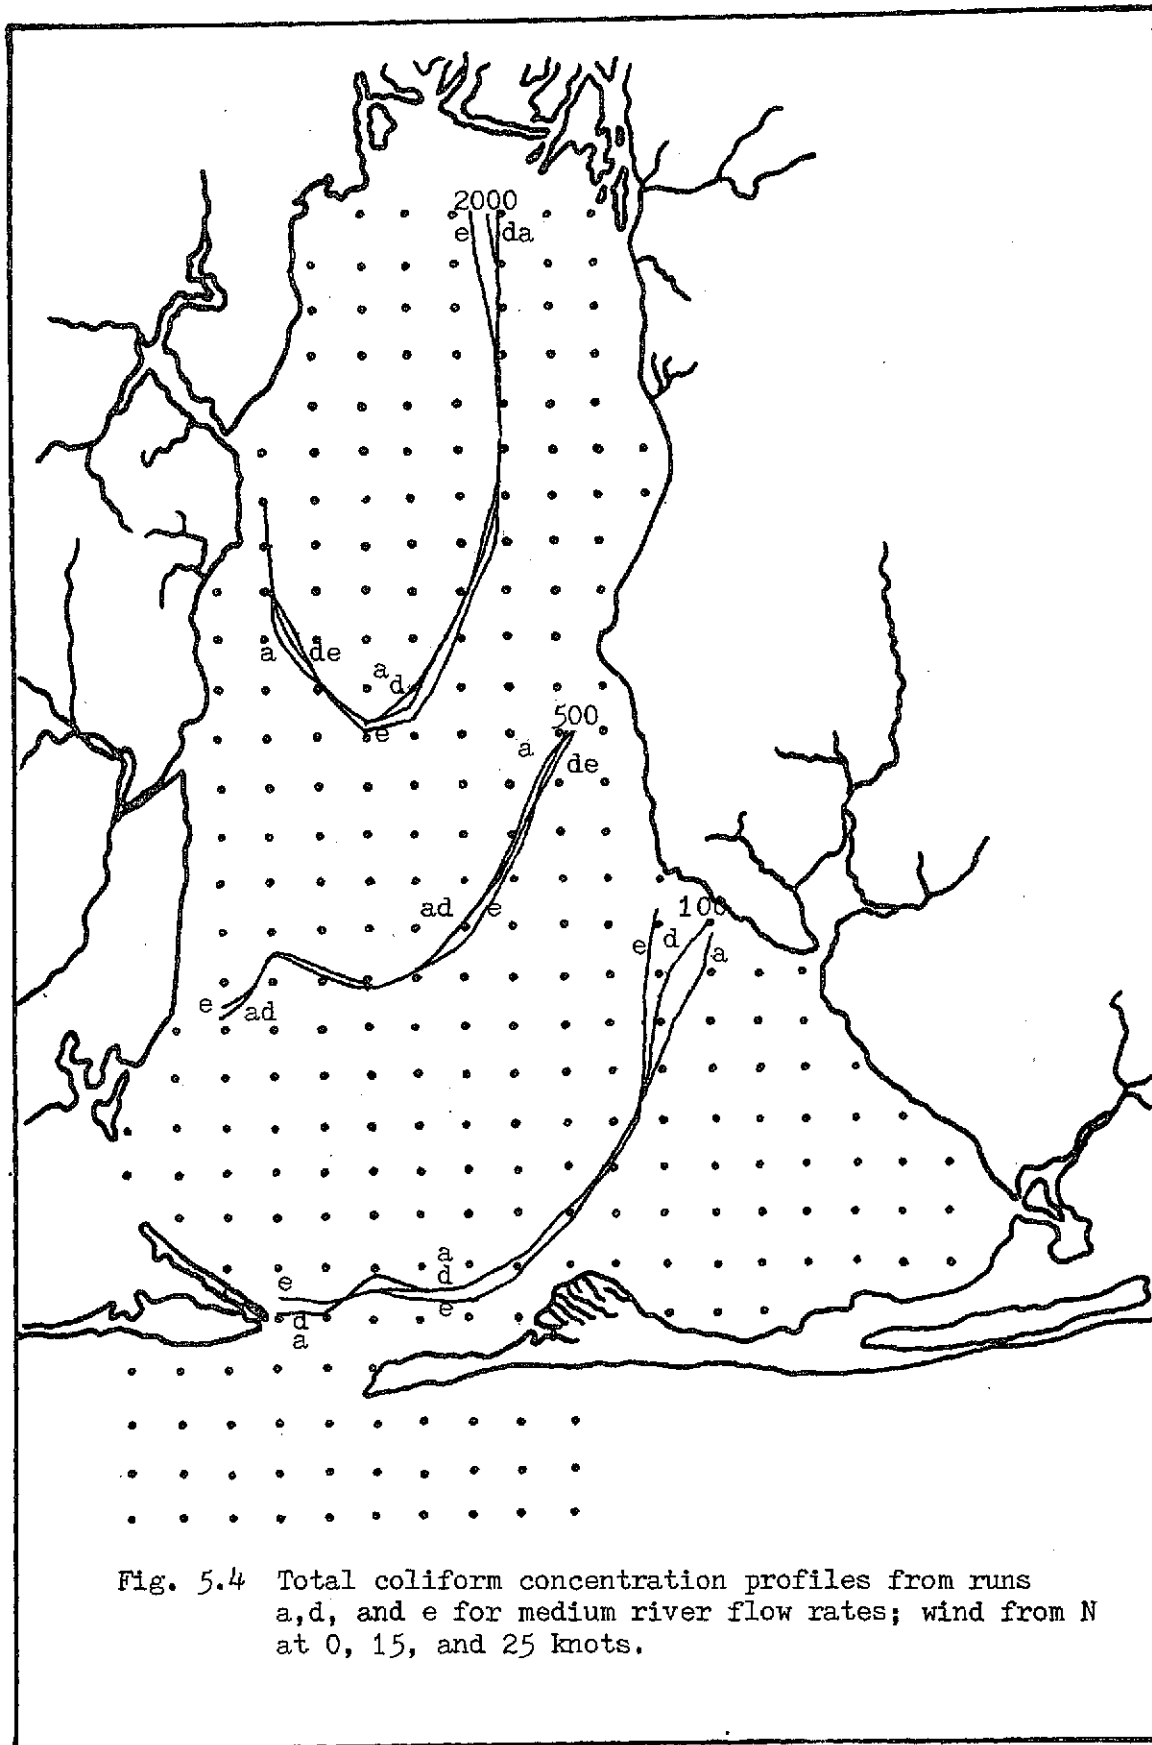 2000
e da
a de
a
d
e
500
a
de
ad e
e ad
100
e d
a
a
d
e
e
d
a
Fig. 5.4 Total coliform concentration profiles from runs
a,d, and e for medium river flow rates; wind from N
at 0, 15, and 25 knots.